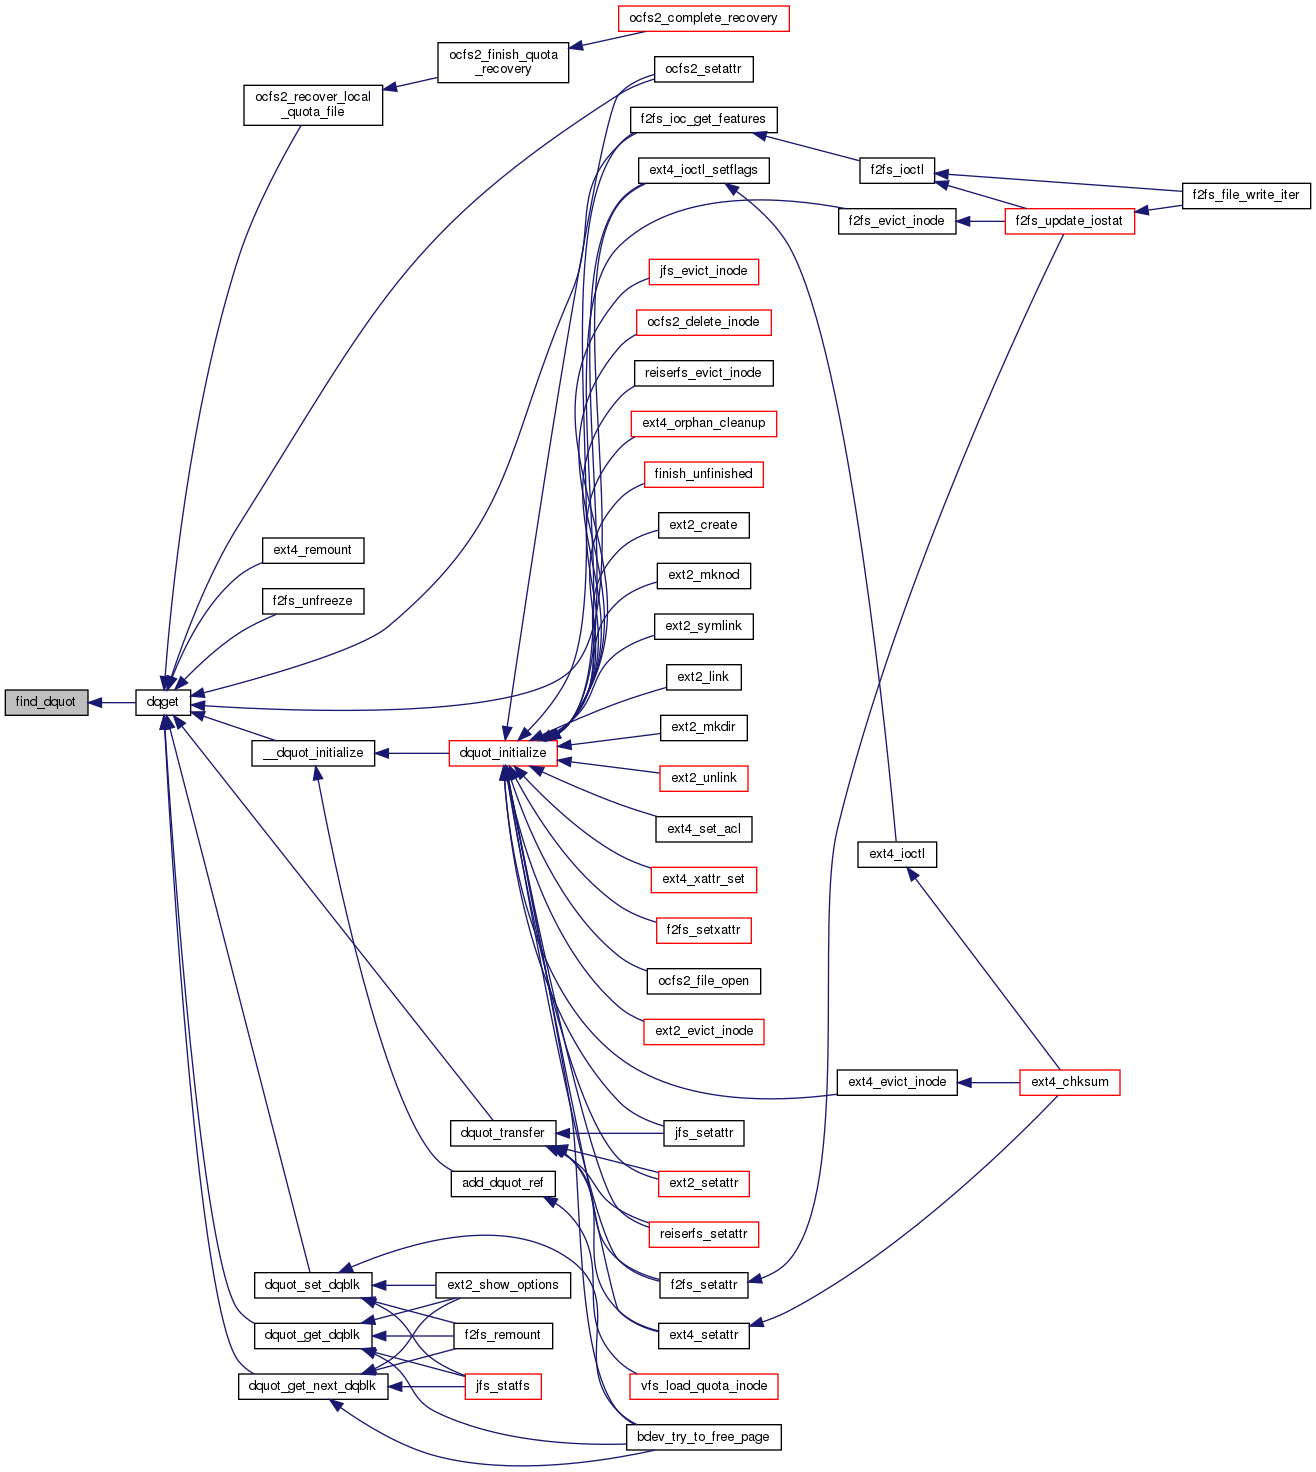 ocfs2_complete_recovery
ocfs2_finish_quota
_recovery
ocfs2_setattr
ocfs2_recover_local
_quota_file
f2fs_ioc_get_features
ext4_ioctl_setflags
f2fs_ioctl
f2fs_file_write_iter
f2fs_evict_inode
f2fs_update_iostat
jfs_evict_inode
ocfs2_delete_inode
reiserfs_evict_inode
ext4_orphan_cleanup
finish_unfinished
ext2_create
ext4_remount
ext2_mknod
f2fs_unfreeze
ext2_symlink
ext2_link
find_dquot
dqget
ext2_mkdir
__dquot_initialize
dquot_initialize
ext2_unlink
ext4_set_acl
ext4_ioctl
ext4_xattr_set
f2fs_setxattr
ocfs2_file_open
ext2_evict_inode
ext4_evict_inode
ext4_chksum
dquot_transfer
jfs_setattr
add_dquot_ref
ext2_setattr
reiserfs_setattr
dquot_set_dqblk
ext2_show_options
f2fs_setattr
dquot_get_dqblk
f2fs_remount
ext4_setattr
dquot_get_next_dqblk
jfs_statfs
vfs_load_quota_inode
bdev_try_to_free_page